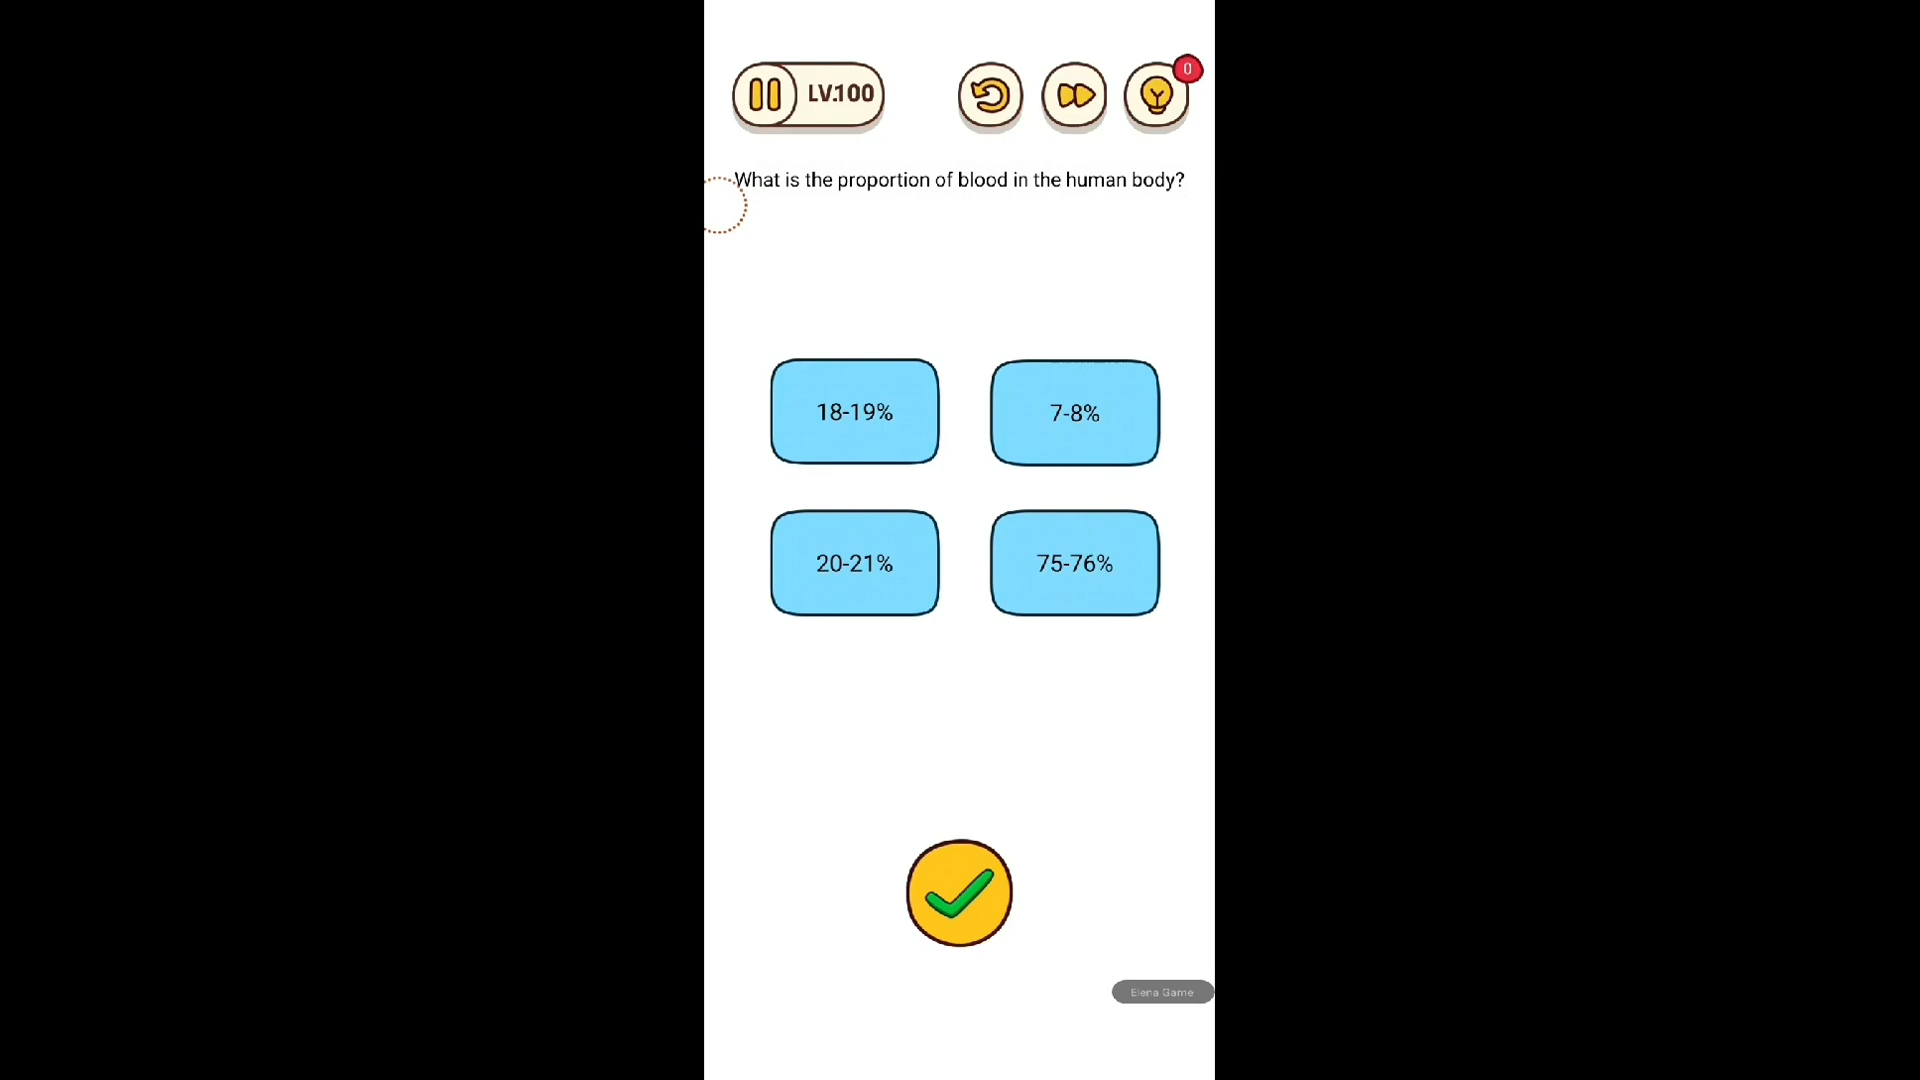 LV.100
0
What is the proportion of blood in the human body?
18-19%
7-8%
20-21%
75-76%
Elena Game